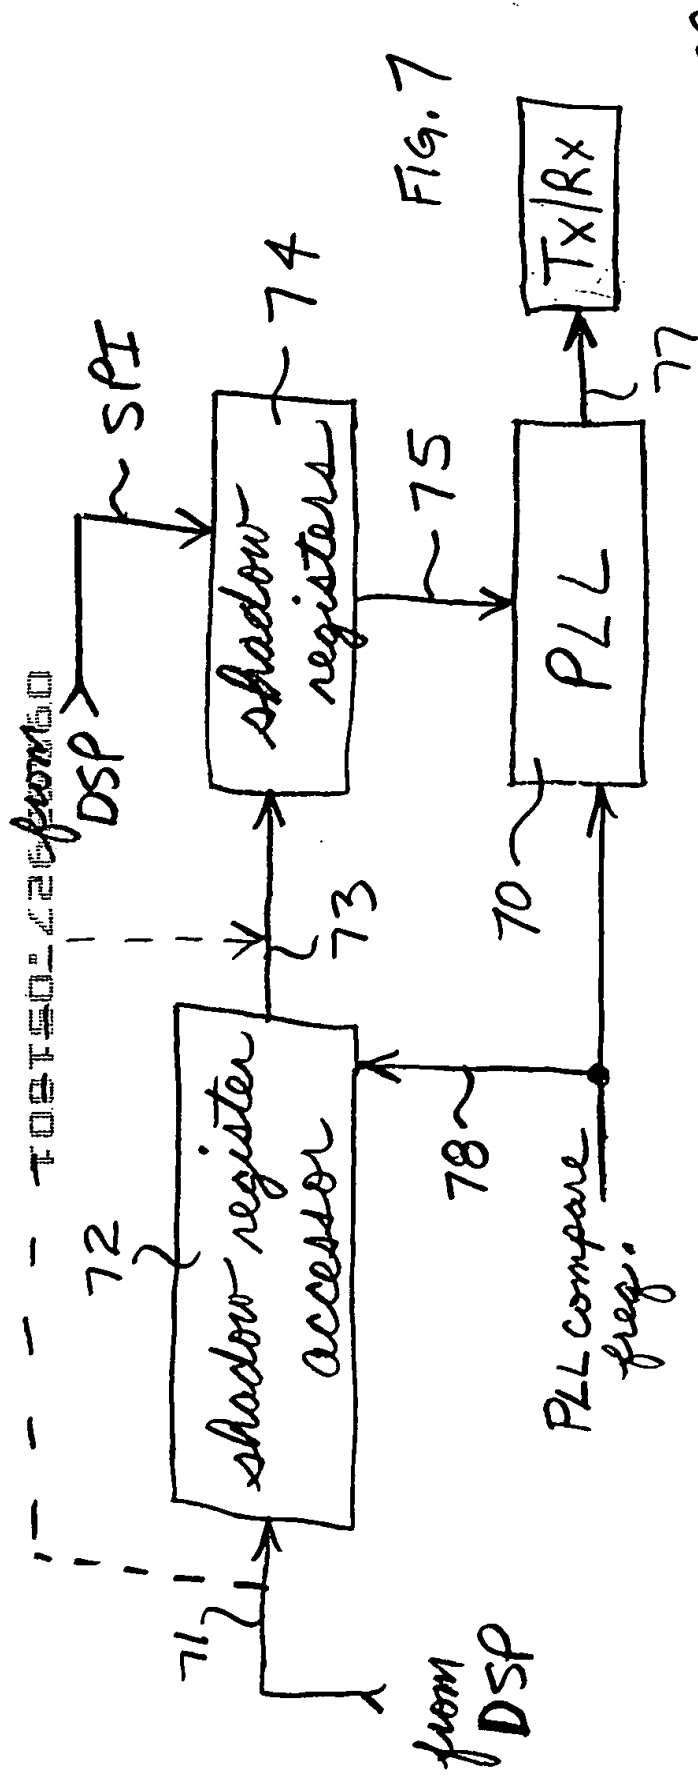 from
DSP
SPI
72
71
shadow register
accessor
73
shadow
registers
74
from
DSP
78
75
FIG. 7
PLL compare
freq.
70
PLL
77
Tx/Rx